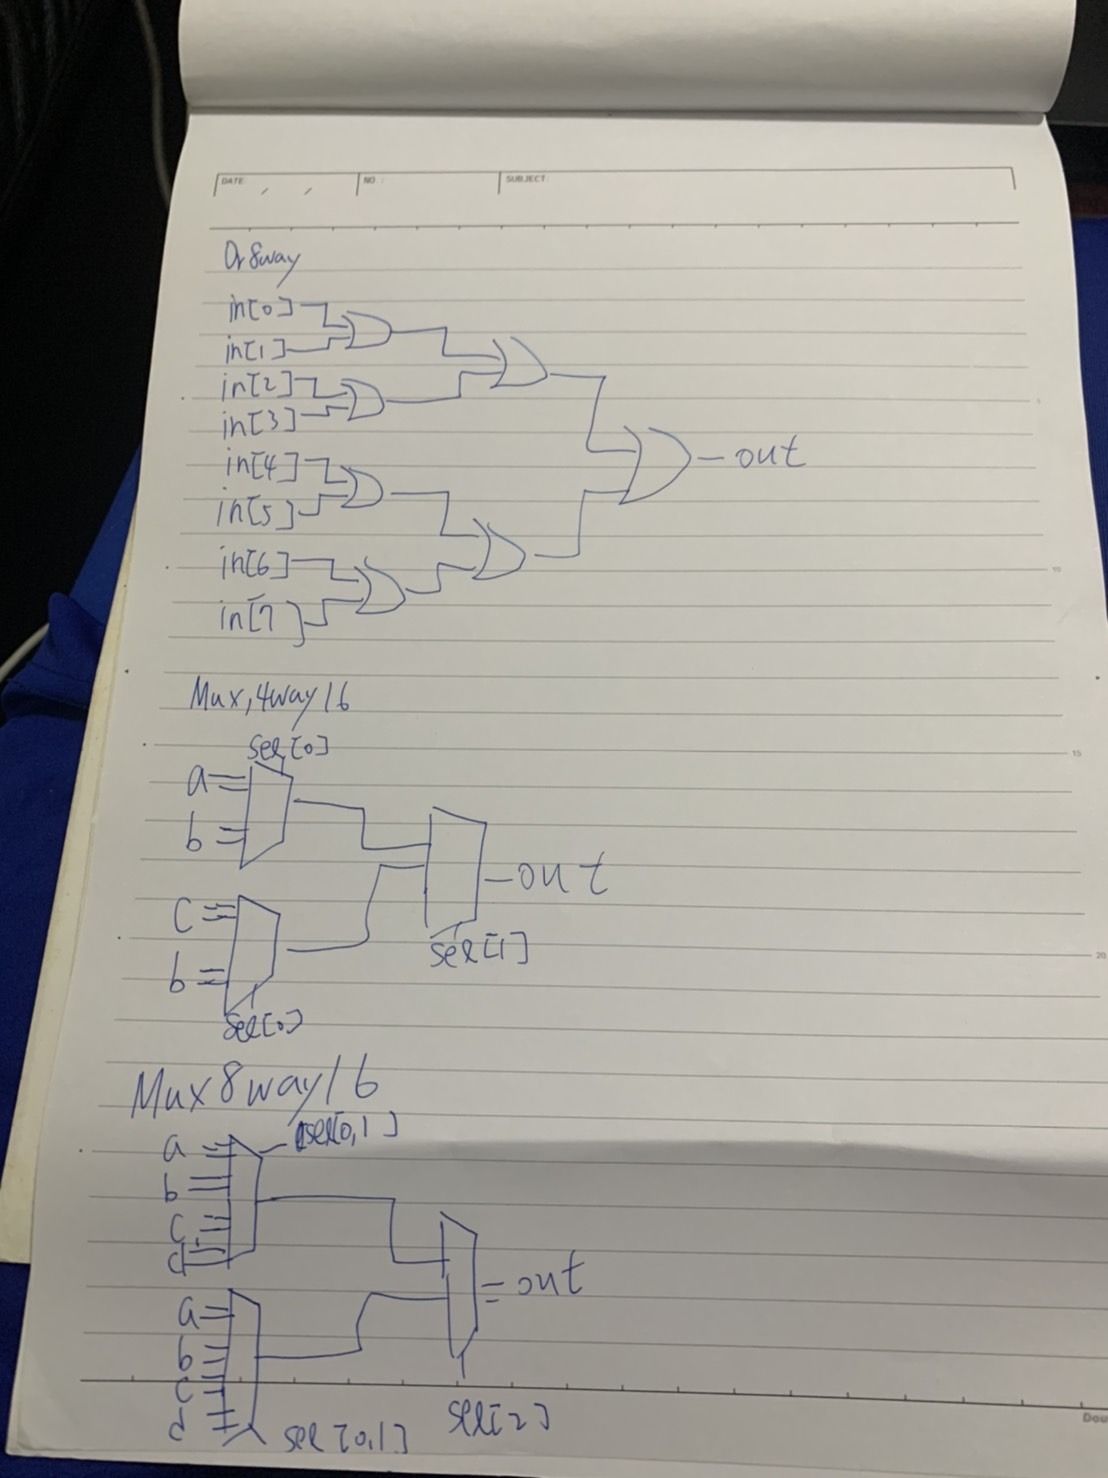 DATE: / / NO.: SUBJECT:
Or8way
in[0]
in[1]
in[2]
in[3]
in[4]
in[5]
in[6]
in[7]
out
Mux,4way16
sel[0]
a
b
out
c
sel[1]
b
sel[0]
Mux8way16
sel[0,1]
a
b
c
d
out
a
b
c
d
sel[0,1]
sel[2]
5
10
15
20
Dou